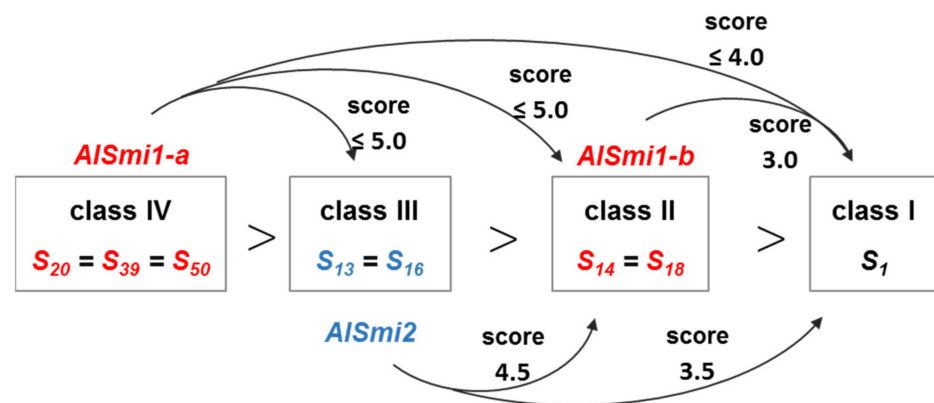 score
≤ 4.0
score
≤ 5.0
score
≤ 5.0
score
3.0
AlSmi1-a
AlSmi1-b
class IV
S20 = S39 = S50
>
class III
S13 = S16
>
class II
S14 = S18
>
class I
S1
AlSmi2
score
4.5
score
3.5